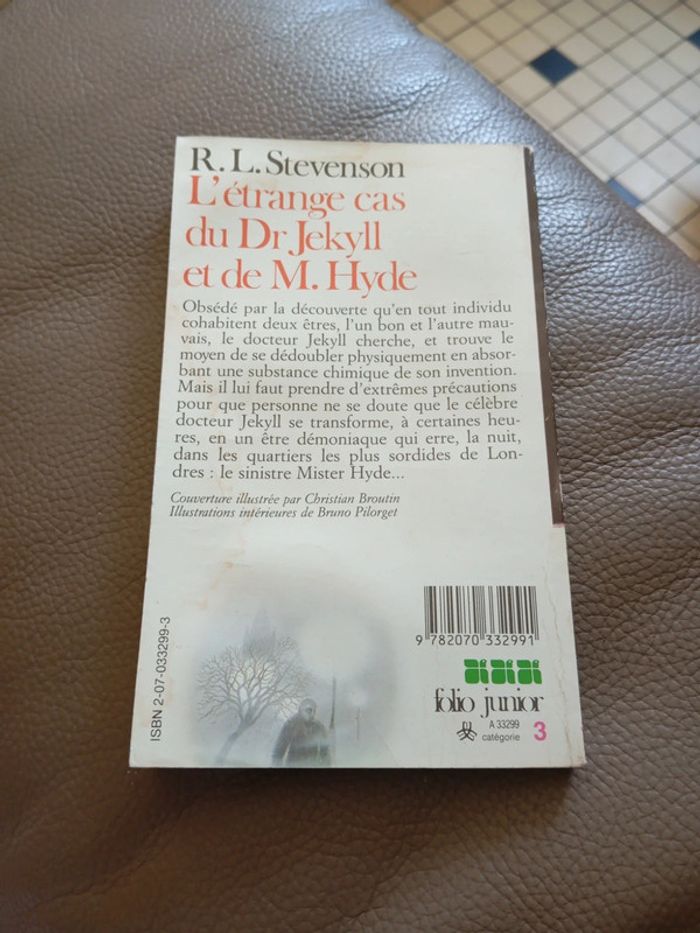 R. L. Stevenson
L'étrange cas
du Dr Jekyll
et de M. Hyde
Obsédé par la découverte qu'en tout individu
cohabitent deux êtres, l'un bon et l'autre mau-
vais, le docteur Jekyll cherche, et trouve le
moyen de se dédoubler physiquement en absor-
bant une substance chimique de son invention.
Mais il lui faut prendre d'extrêmes précautions
pour que personne ne se doute que le célèbre
docteur Jekyll se transforme, à certaines heu-
res, en un être démoniaque qui erre, la nuit,
dans les quartiers les plus sordides de Lon-
dres : le sinistre Mister Hyde...
Couverture illustrée par Christian Broutin
Illustrations intérieures de Bruno Pilorget
ISBN 2-07-033299-3
9 782070 332991
folio junior
A 33299
catégorie 3